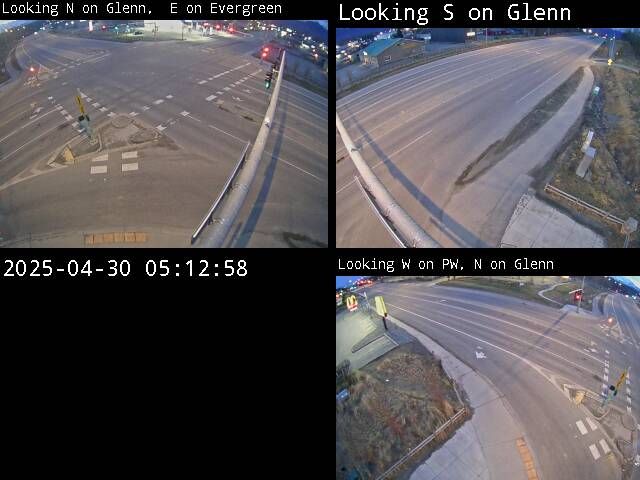 Looking N on Glenn,  E on Evergreen
Looking S on Glenn
2025-04-30 05:12:58
Looking W on PW, N on Glenn